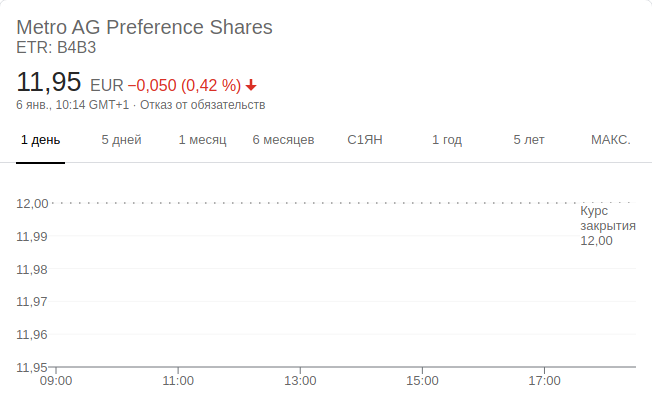 Metro AG Preference Shares
ETR: B4B3
11,95 EUR −0,050 (0,42 %)
6 янв., 10:14 GMT+1 · Отказ от обязательств
1 день 5 дней 1 месяц 6 месяцев С1ЯН 1 год 5 лет МАКС.
12,00
Курс
закрытия
12,00
11,99
11,98
11,97
11,96
11,95
09:00 11:00 13:00 15:00 17:00